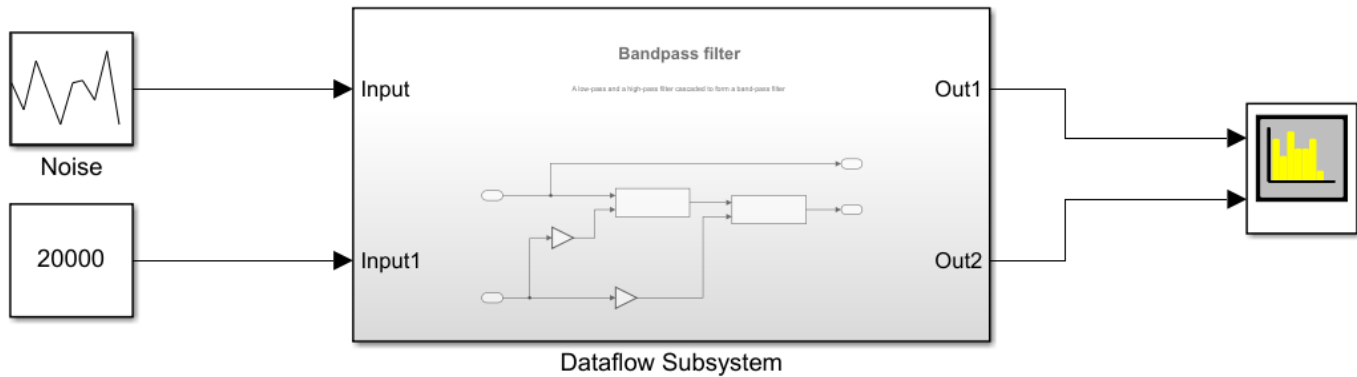 Bandpass filter
A low-pass and a high-pass filter cascaded to form a band-pass filter
Input
Out1
Noise
20000
Input1
Out2
Dataflow Subsystem